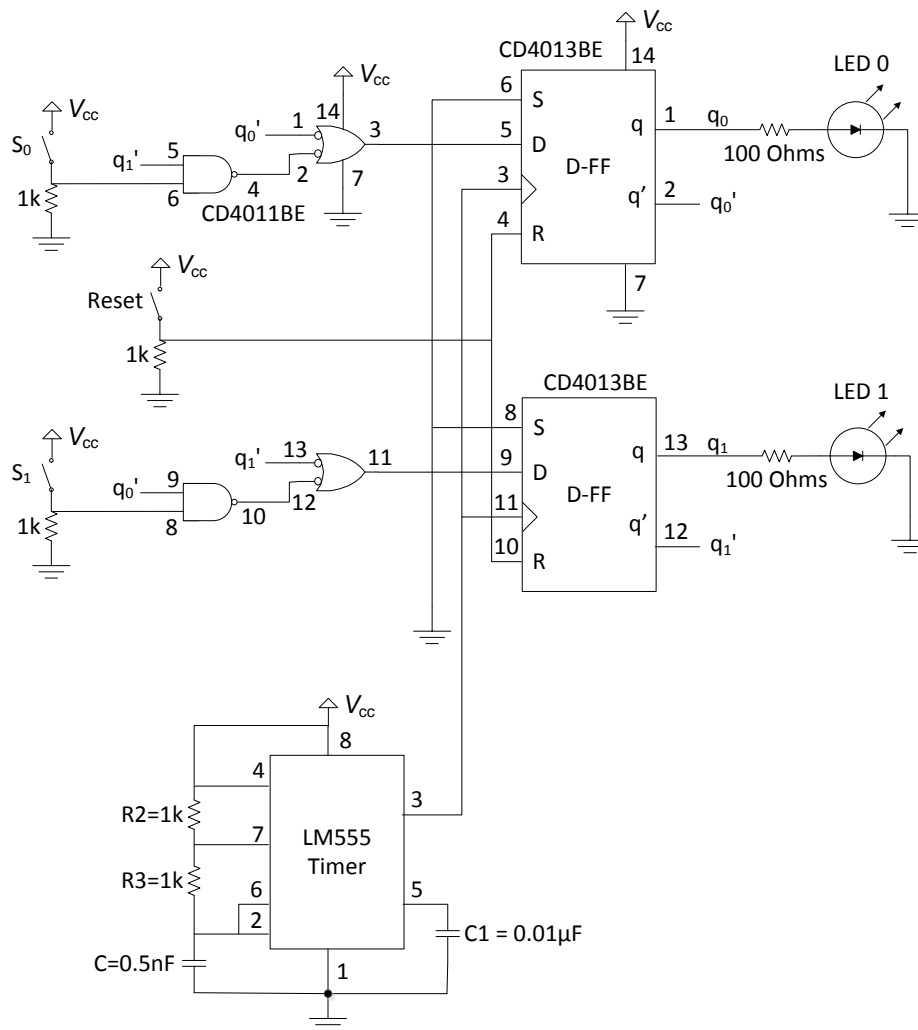 CD4013BE
Vcc
14
LED 0
6
S
Vcc
14
1
q0
5
D
q
100 Ohms
D-FF
3
2
q'
q0'
4
R
7
Vcc
S0
q0'
1
3
q1'
5
4
2
7
6
1k
CD4011BE
Vcc
Reset
1k
CD4013BE
LED 1
8
S
13
q1
9
D
q
100 Ohms
D-FF
11
12
q'
q1'
10
R
Vcc
S1
q1'
13
11
q0'
9
10
12
8
1k
Vcc
8
4
3
R2=1k
7
LM555
Timer
R3=1k
6
5
2
C1 = 0.01µF
C=0.5nF
1